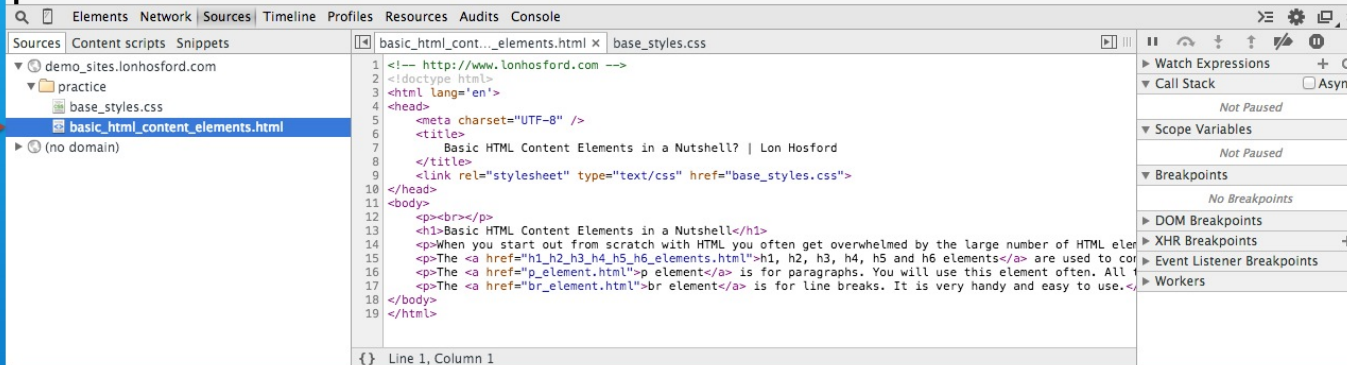 Elements Network Sources Timeline Profiles Resources Audits Console
Sources Content scripts Snippets
demo_sites.lonhosford.com
practice
base_styles.css
basic_html_content_elements.html
(no domain)
basic_html_cont..._elements.html × base_styles.css
1 <!-- http://www.lonhosford.com -->
2 <!doctype html>
3 <html lang='en'>
4 <head>
5 <meta charset="UTF-8" />
6 <title>
7 Basic HTML Content Elements in a Nutshell? | Lon Hosford
8 </title>
9 <link rel="stylesheet" type="text/css" href="base_styles.css">
10 </head>
11 <body>
12 <p><br></p>
13 <h1>Basic HTML Content Elements in a Nutshell</h1>
14 <p>When you start out from scratch with HTML you often get overwhelmed by the large number of HTML elem
15 <p>The <a href="h1_h2_h3_h4_h5_h6_elements.html">h1, h2, h3, h4, h5 and h6 elements</a> are used to con
16 <p>The <a href="p_element.html">p element</a> is for paragraphs. You will use this element often. All t
17 <p>The <a href="br_element.html">br element</a> is for line breaks. It is very handy and easy to use.</
18 </body>
19 </html>
{} Line 1, Column 1
Watch Expressions +
Call Stack Asyn
Not Paused
Scope Variables
Not Paused
Breakpoints
No Breakpoints
DOM Breakpoints
XHR Breakpoints
Event Listener Breakpoints
Workers